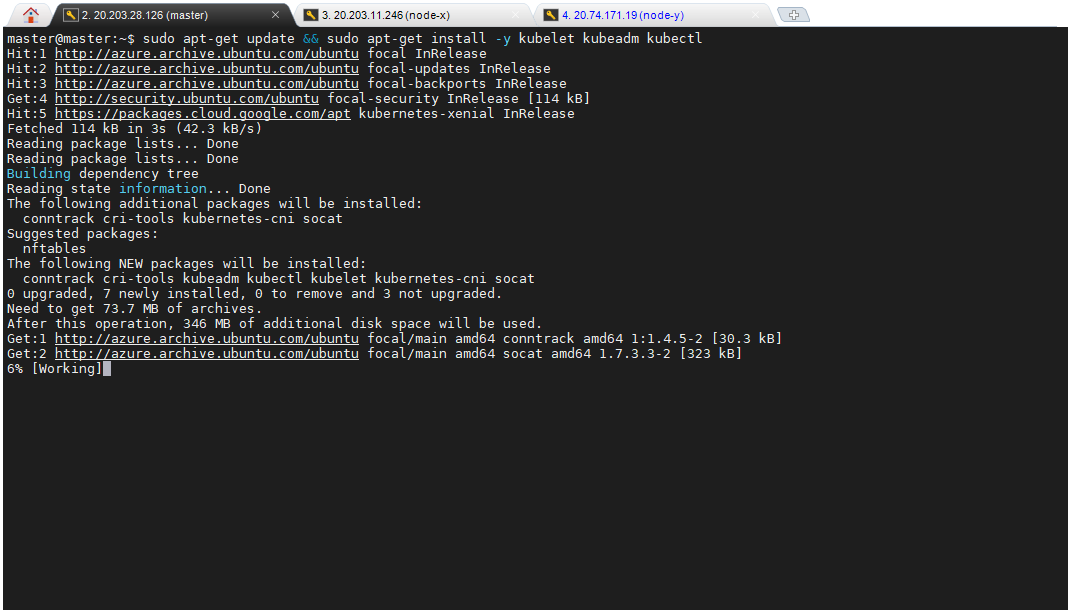 2. 20.203.28.126 (master)
3. 20.203.11.246 (node-x)
4. 20.74.171.19 (node-y)
master@master:~$ sudo apt-get update && sudo apt-get install -y kubelet kubeadm kubectl
Hit:1 http://azure.archive.ubuntu.com/ubuntu focal InRelease
Hit:2 http://azure.archive.ubuntu.com/ubuntu focal-updates InRelease
Hit:3 http://azure.archive.ubuntu.com/ubuntu focal-backports InRelease
Get:4 http://security.ubuntu.com/ubuntu focal-security InRelease [114 kB]
Hit:5 https://packages.cloud.google.com/apt kubernetes-xenial InRelease
Fetched 114 kB in 3s (42.3 kB/s)
Reading package lists... Done
Reading package lists... Done
Building dependency tree
Reading state information... Done
The following additional packages will be installed:
  conntrack cri-tools kubernetes-cni socat
Suggested packages:
  nftables
The following NEW packages will be installed:
  conntrack cri-tools kubeadm kubectl kubelet kubernetes-cni socat
0 upgraded, 7 newly installed, 0 to remove and 3 not upgraded.
Need to get 73.7 MB of archives.
After this operation, 346 MB of additional disk space will be used.
Get:1 http://azure.archive.ubuntu.com/ubuntu focal/main amd64 conntrack amd64 1:1.4.5-2 [30.3 kB]
Get:2 http://azure.archive.ubuntu.com/ubuntu focal/main amd64 socat amd64 1.7.3.3-2 [323 kB]
6% [Working]